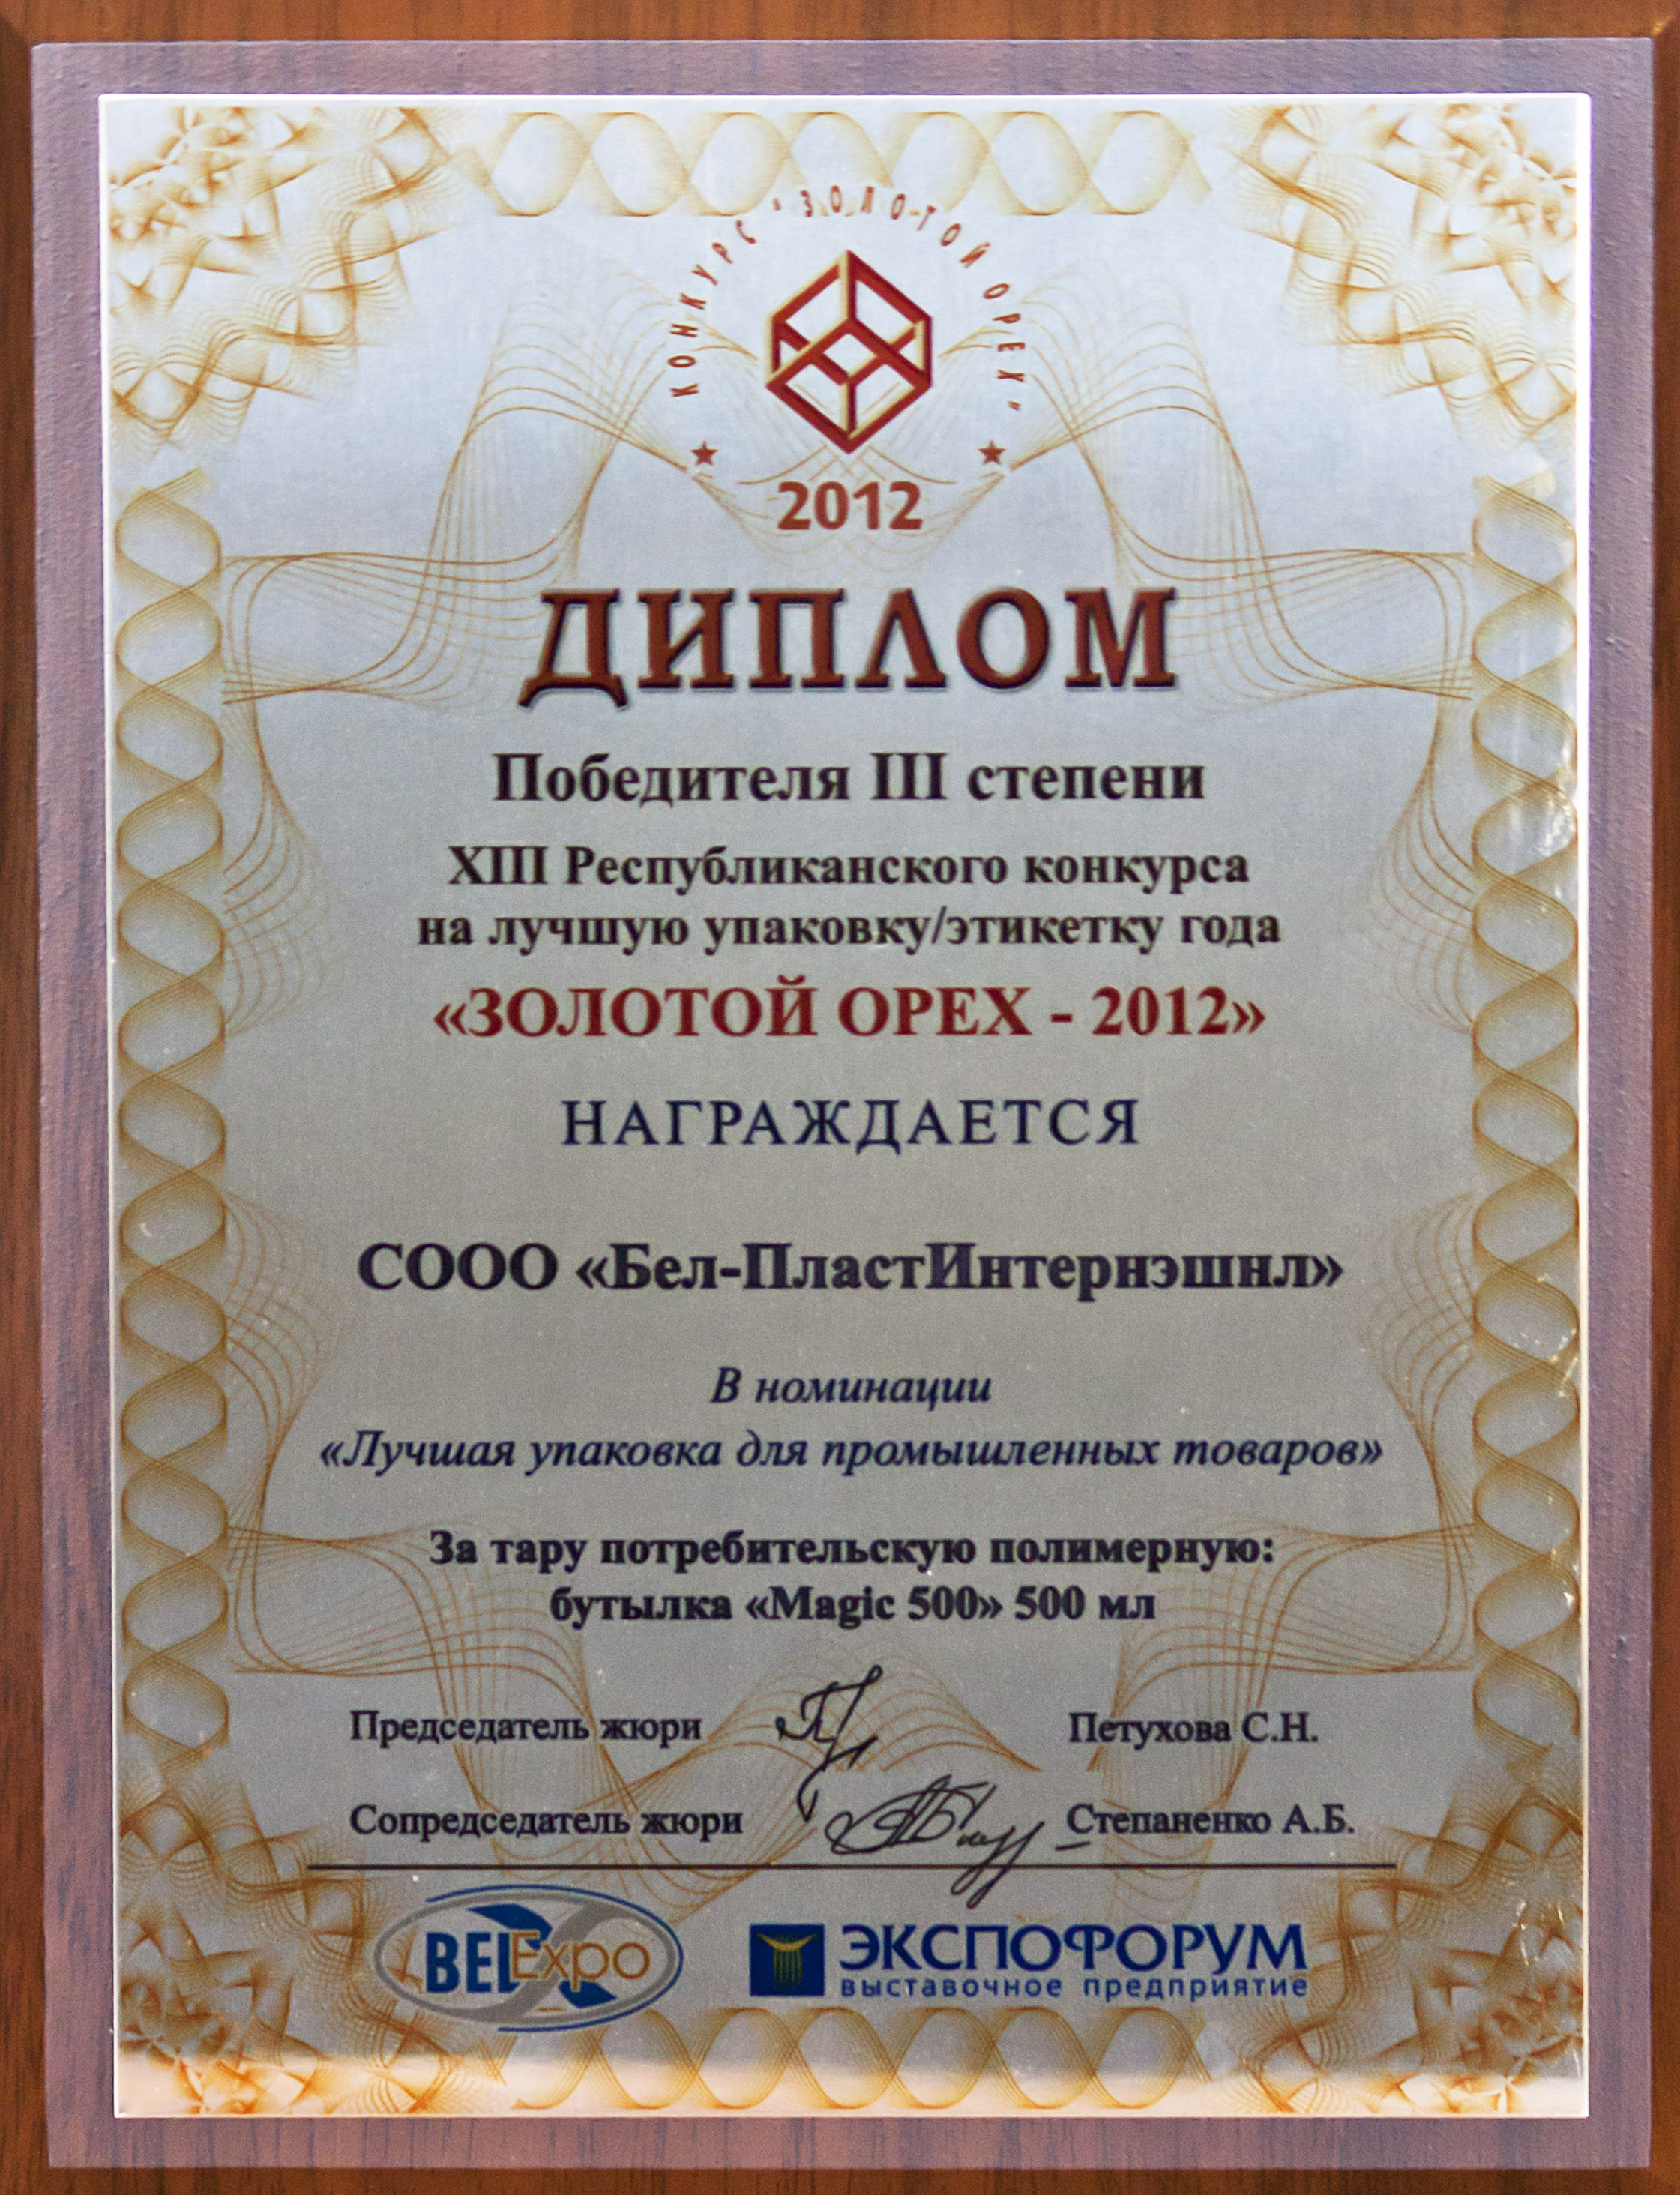 КОНКУРС "ЗОЛОТОЙ ОРЕХ"
2012
ДИПЛОМ
Победителя III степени
XIII Республиканского конкурса
на лучшую упаковку/этикетку года
«ЗОЛОТОЙ ОРЕХ - 2012»
НАГРАЖДАЕТСЯ
СООО «Бел-ПластИнтернэшнл»
В номинации
«Лучшая упаковка для промышленных товаров»
За тару потребительскую полимерную:
бутылка «Magic 500» 500 мл
Председатель жюри Петухова С.Н.
Сопредседатель жюри Степаненко А.Б.
BELExpo ЭКСПОФОРУМ
выставочное предприятие